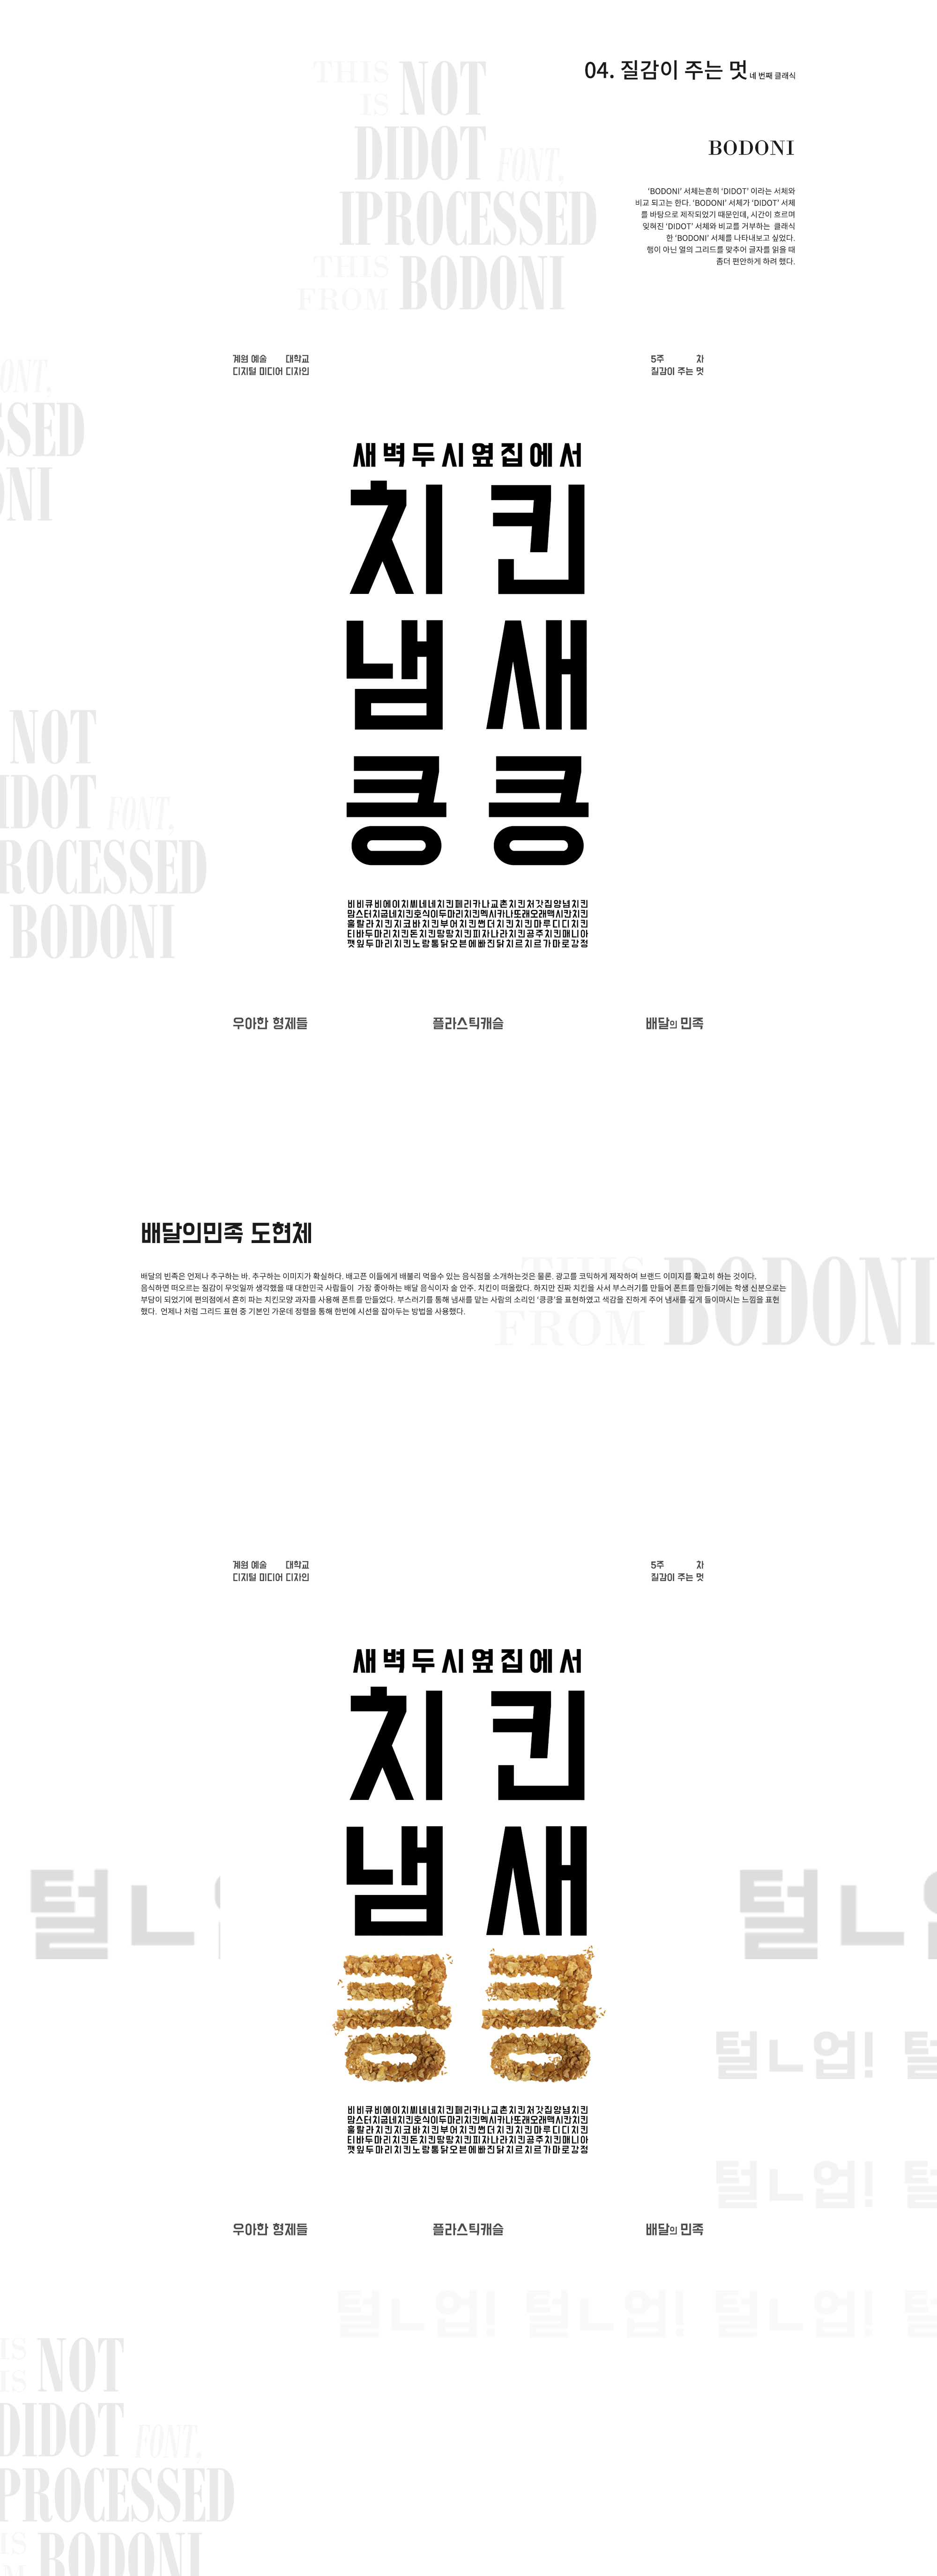 THIS NOT
IS
DIDOT FONT,
IPROCESSED
THIS BODONI
FROM
04. 질감이 주는 멋 네 번째 클래식
BODONI
‘BODONI’ 서체는흔히 ‘DIDOT’ 이라는 서체와
비교 되고는 한다. ‘BODONI’ 서체가 ‘DIDOT’ 서체
를 바탕으로 제작되었기 때문인데, 시간이 흐르며
잊혀진 ‘DIDOT’ 서체와 비교를 거부하는 클래식
한 ‘BODONI’ 서체를 나타내보고 싶었다.
행이 아닌 열의 그리드를 맞추어 글자를 읽을 때
좀더 편안하게 하려 했다.
계원 예술 대학교
디지털 미디어 디자인
5주 차
질감이 주는 멋
ONT,
SSED
ONI
새벽두시옆집에서
치킨
냄새
킁킁
NOT
IDOT FONT,
ROCESSED
BODONI
비비큐비에이치씨네네치킨페리카나교촌치킨처갓집양념치킨
맘스터치굽네치킨호식이두마리치킨멕시카나또래오래맥시칸치킨
훌랄라치킨지코바치킨부어치킨썬더치킨치킨마루디디치킨
티바두마리치킨돈치킨땅땅치킨피자나라치킨공주치킨매니아
깻잎두마리치킨노랑통닭오븐에빠진닭치르치르가마로강정
우아한 형제들
플라스틱캐슬
배달의 민족
배달의민족 도현체
배달의 민족은 언제나 추구하는 바. 추구하는 이미지가 확실하다. 배고픈 이들에게 배불리 먹을수 있는 음식점을 소개하는것은 물론. 광고를 코믹하게 제작하여 브랜드 이미지를 확고히 하는 것이다.
음식하면 떠오르는 질감이 무엇일까 생각했을 때 대한민국 사람들이 가장 좋아하는 배달 음식이자 술 안주. 치킨이 떠올랐다. 하지만 진짜 치킨을 사서 부스러기를 만들어 폰트를 만들기에는 학생 신분으로는
부담이 되었기에 편의점에서 흔히 파는 치킨모양 과자를 사용해 폰트를 만들었다. 부스러기를 통해 냄새를 맡는 사람의 소리인 ‘킁킁’을 표현하였고 색감을 진하게 주어 냄새를 깊게 들이마시는 느낌을 표현
했다. 언제나 처럼 그리드 표현 중 기본인 가운데 정렬을 통해 한번에 시선을 잡아두는 방법을 사용했다.
THIS BODONI
FROM
계원 예술 대학교
디지털 미디어 디자인
5주 차
질감이 주는 멋
새벽두시옆집에서
치킨
냄새
킁킁
털ㄴ
털ㄴ
털ㄴ업! 털
털ㄴ업! 털
비비큐비에이치씨네네치킨페리카나교촌치킨처갓집양념치킨
맘스터치굽네치킨호식이두마리치킨멕시카나또래오래맥시칸치킨
훌랄라치킨지코바치킨부어치킨썬더치킨치킨마루디디치킨
티바두마리치킨돈치킨땅땅치킨피자나라치킨공주치킨매니아
깻잎두마리치킨노랑통닭오븐에빠진닭치르치르가마로강정
우아한 형제들
플라스틱캐슬
배달의 민족
털ㄴ업! 털ㄴ업! 털ㄴ업! 털
IS NOT
IS
DIDOT FONT,
PROCESSED
IS BODONI